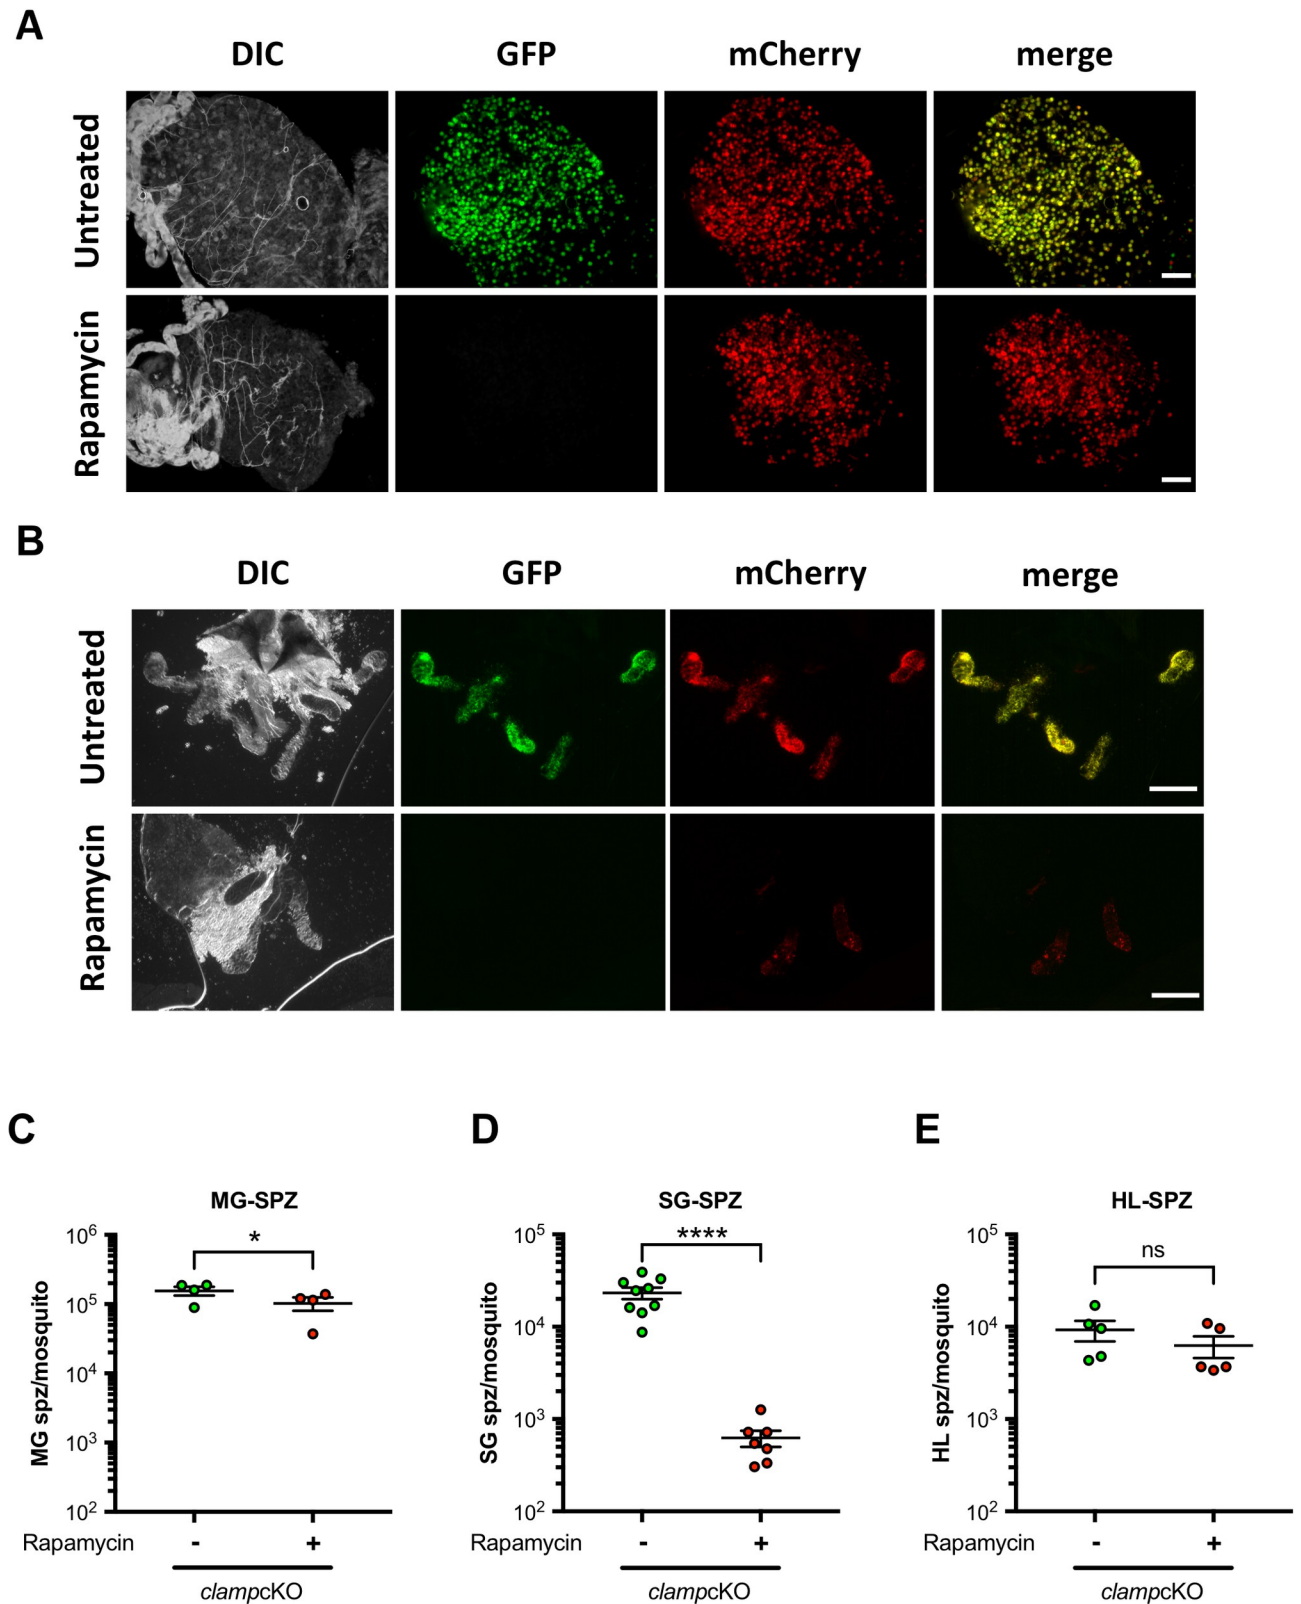 A
DIC GFP mCherry merge
Untreated
Rapamycin
B
DIC GFP mCherry merge
Untreated
Rapamycin
C D E
MG-SPZ
MG spz/mosquito
10⁶
10⁵
10⁴
10³
10²
*
Rapamycin - +
clampcKO
SG-SPZ
SG spz/mosquito
10⁵
10⁴
10³
10²
****
Rapamycin - +
clampcKO
HL-SPZ
HL spz/mosquito
10⁵
10⁴
10³
10²
ns
Rapamycin - +
clampcKO